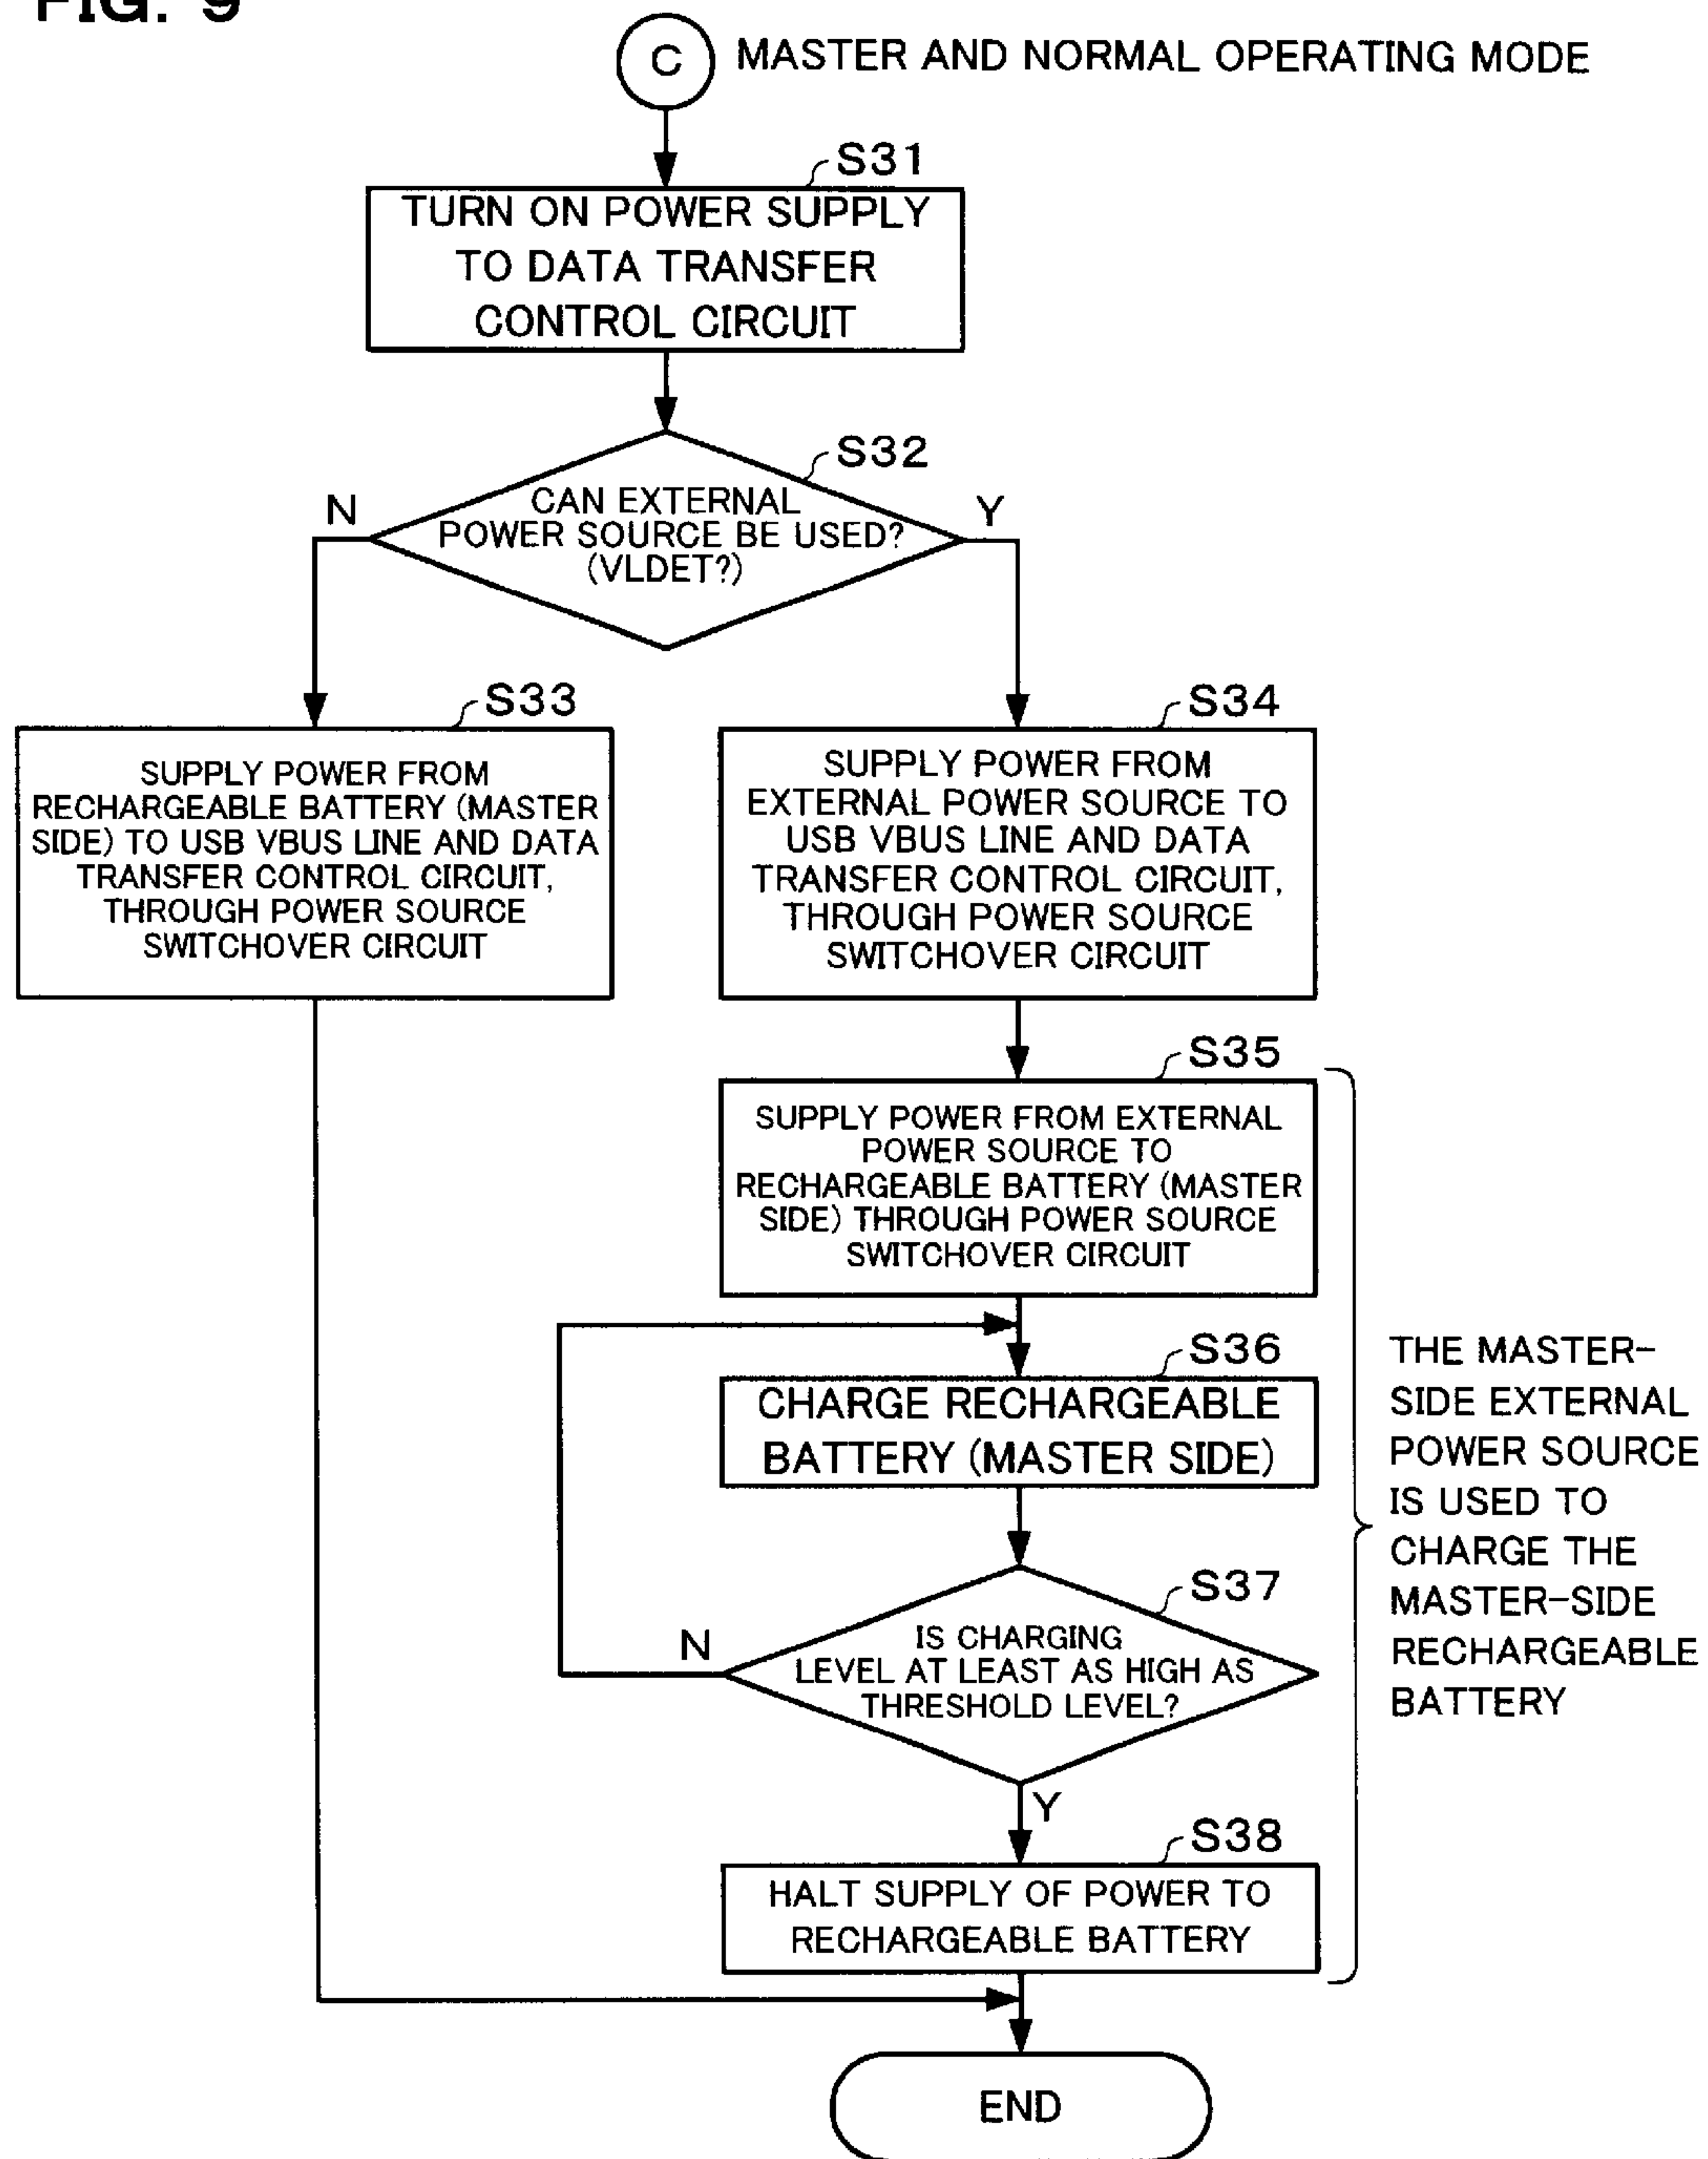 FIG. 9
C
MASTER AND NORMAL OPERATING MODE
S31
TURN ON POWER SUPPLY
TO DATA TRANSFER
CONTROL CIRCUIT
S32
CAN EXTERNAL
POWER SOURCE BE USED?
(VLDET?)
N
Y
S33
SUPPLY POWER FROM
RECHARGEABLE BATTERY (MASTER
SIDE) TO USB VBUS LINE AND DATA
TRANSFER CONTROL CIRCUIT,
THROUGH POWER SOURCE
SWITCHOVER CIRCUIT
S34
SUPPLY POWER FROM
EXTERNAL POWER SOURCE TO
USB VBUS LINE AND DATA
TRANSFER CONTROL CIRCUIT,
THROUGH POWER SOURCE
SWITCHOVER CIRCUIT
S35
SUPPLY POWER FROM EXTERNAL
POWER SOURCE TO
RECHARGEABLE BATTERY (MASTER
SIDE) THROUGH POWER SOURCE
SWITCHOVER CIRCUIT
S36
CHARGE RECHARGEABLE
BATTERY (MASTER SIDE)
S37
IS CHARGING
LEVEL AT LEAST AS HIGH AS
THRESHOLD LEVEL?
N
Y
S38
HALT SUPPLY OF POWER TO
RECHARGEABLE BATTERY
THE MASTER-
SIDE EXTERNAL
POWER SOURCE
IS USED TO
CHARGE THE
MASTER-SIDE
RECHARGEABLE
BATTERY
END